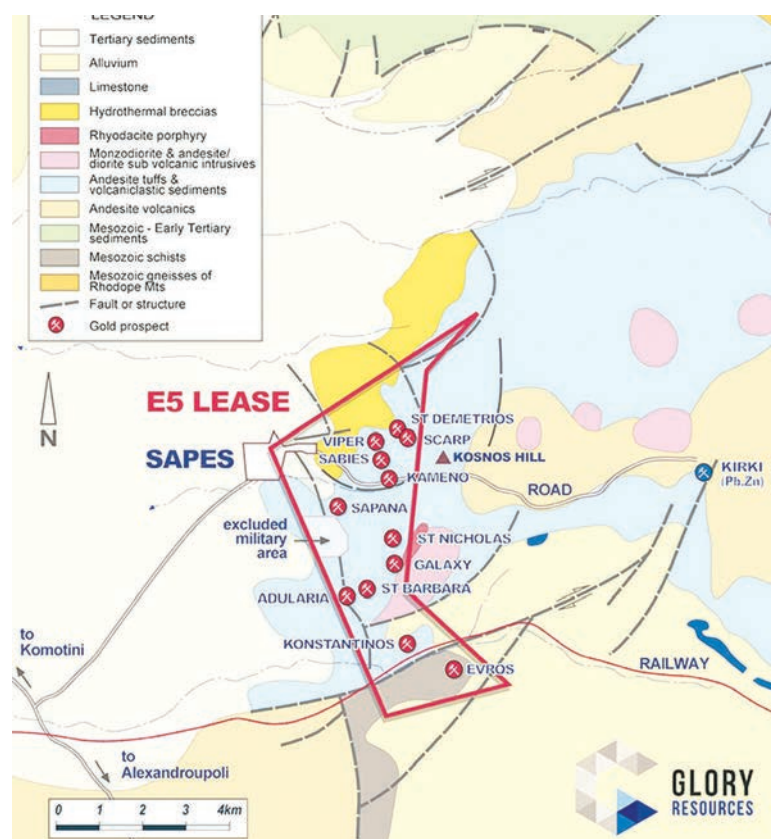 LEGEND
Tertiary sediments
Alluvium
Limestone
Hydrothermal breccias
Rhyodacite porphyry
Monzodiorite & andesite/
diorite sub volcanic intrusives
Andesite tuffs &
volcaniclastic sediments
Andesite volcanics
Mesozoic - Early Tertiary
sediments
Mesozoic schists
Mesozoic gneisses of
Rhodope Mts
Fault or structure
Gold prospect
N
E5 LEASE
SAPES
ST DEMETRIOS
VIPER
SCARP
SABIES
KOSNOS HILL
KAMENO
ROAD
KIRKI
(Pb,Zn)
SAPANA
excluded
military
area
ST NICHOLAS
GALAXY
ST BARBARA
ADULARIA
KONSTANTINOS
EVROS
RAILWAY
to
Komotini
to
Alexandroupoli
0 1 2 3 4km
GLORY
RESOURCES